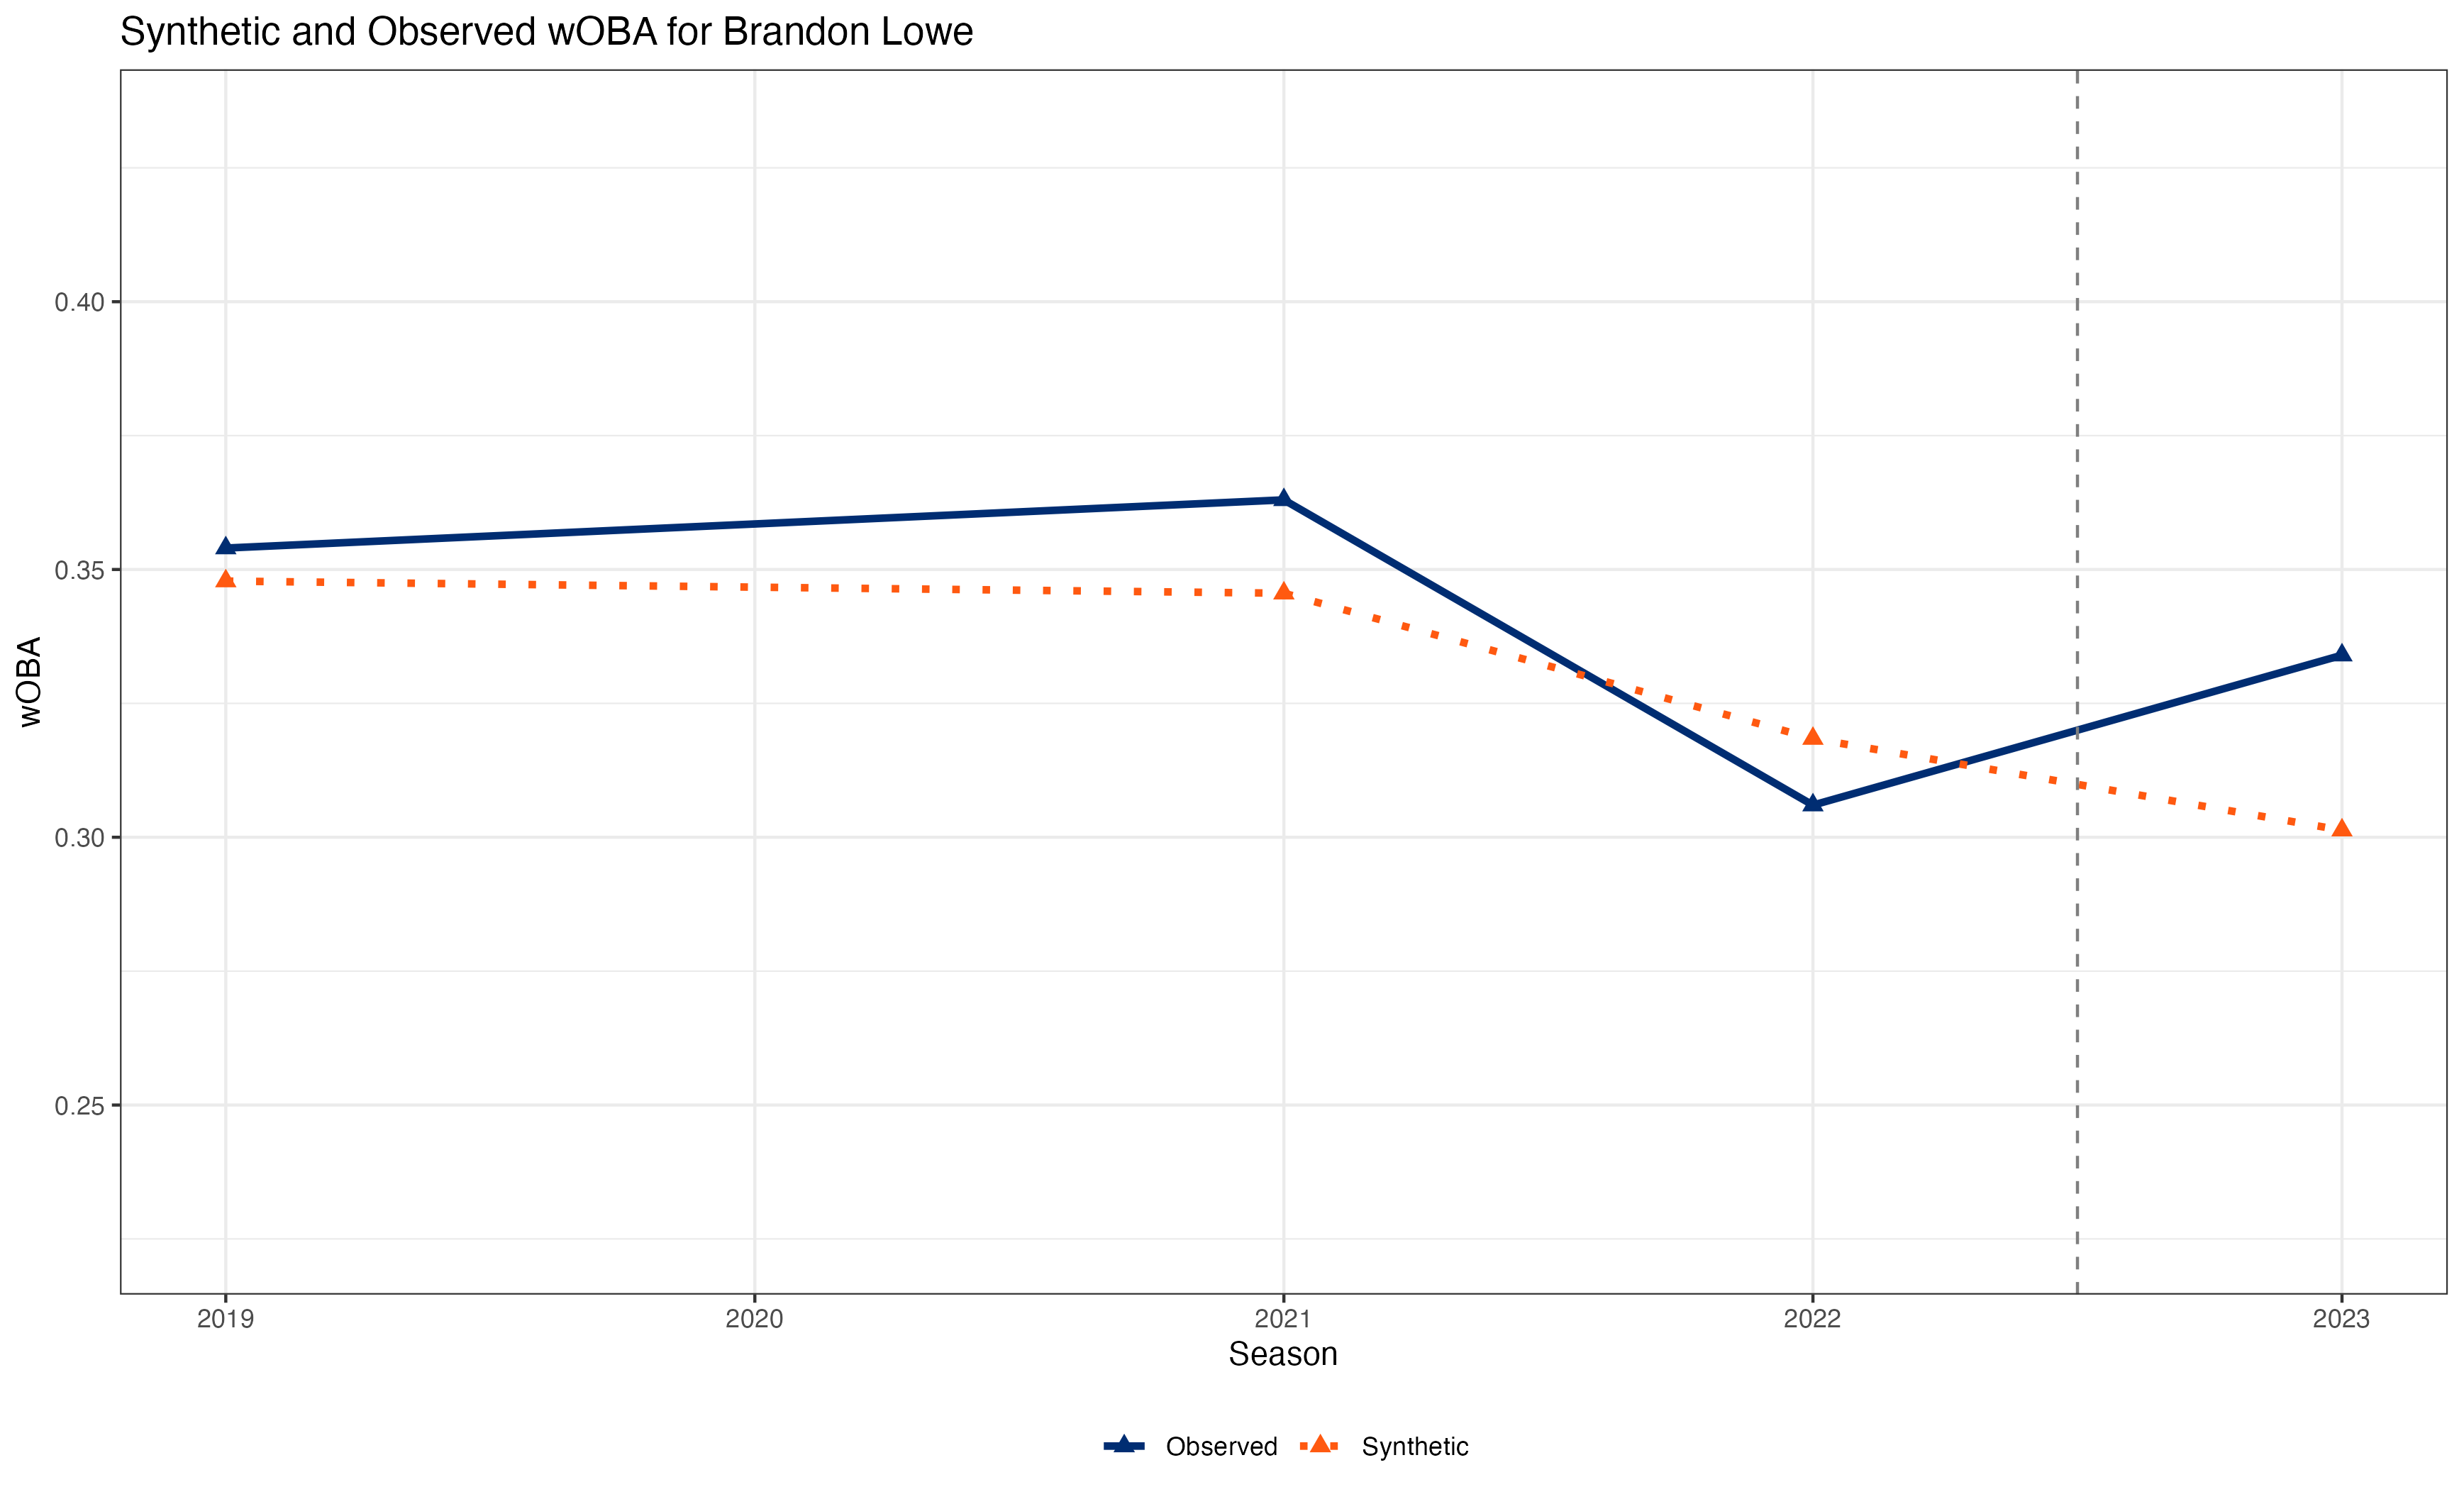 Synthetic and Observed wOBA for Brandon Lowe
wOBA
0.40
0.35
0.30
0.25
2019 2020 2021 2022 2023
Season
Observed Synthetic